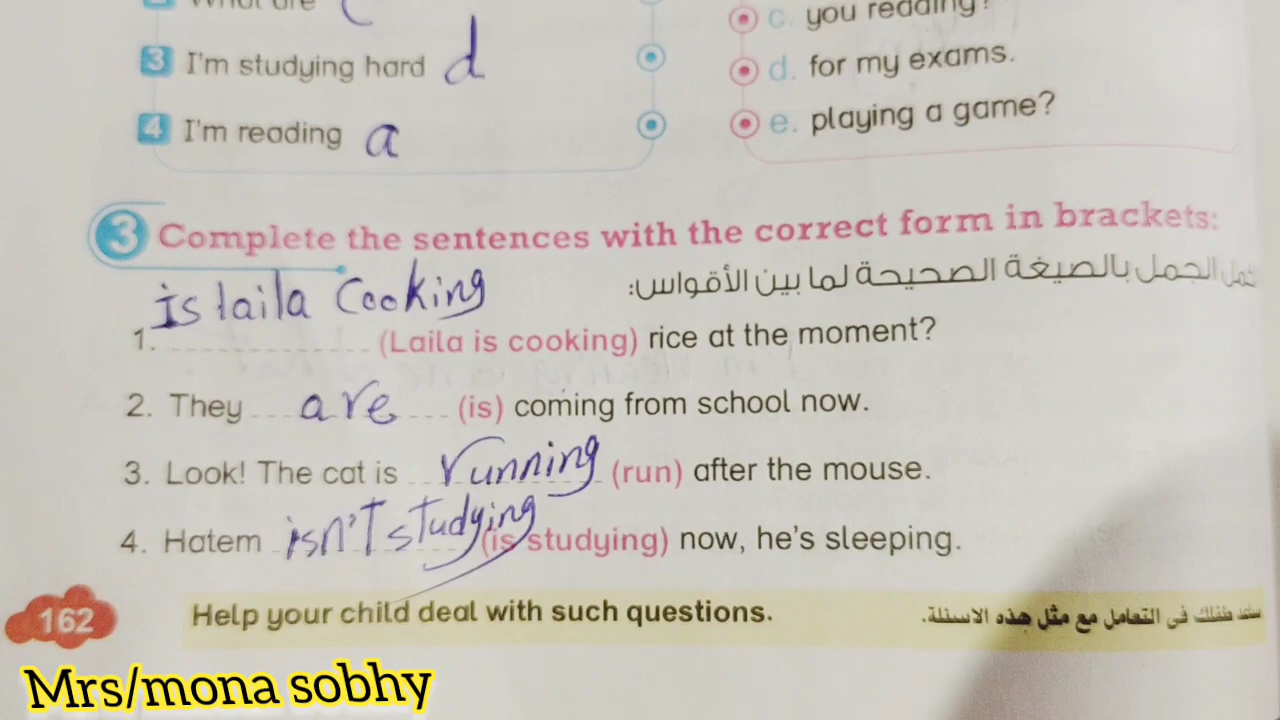 What are c
c. you reading?
3 I'm studying hard d
d. for my exams.
4 I'm reading a
e. playing a game?
3 Complete the sentences with the correct form in brackets:
الجمل بالصيغة الصحيحة لما بين الأقواس:
is laila cooking
1. (Laila is cooking) rice at the moment?
2. They are (is) coming from school now.
3. Look! The cat is running (run) after the mouse.
4. Hatem isn't studying (is studying) now, he's sleeping.
162 Help your child deal with such questions.
ساعد طفلك في التعامل مع مثل هذه الاسئلة.
Mrs/mona sobhy